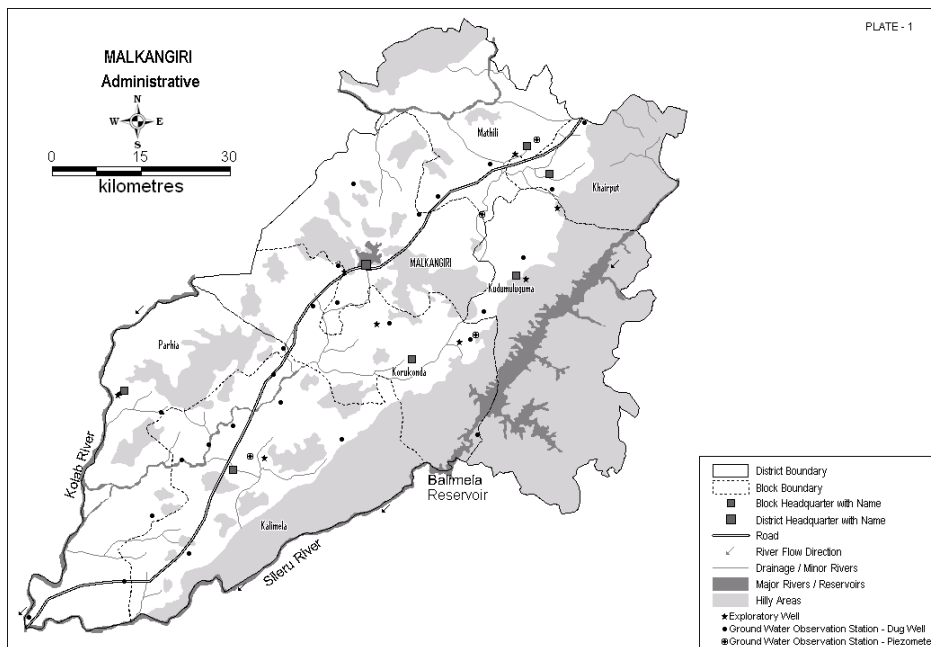 PLATE - 1
MALKANGIRI
Administrative
N
W E
S
0 15 30
kilometres
Mathili
Khairput
MALKANGIRI
Kudumuluguma
Parhia
Korukonda
Kolab River
Balimela
Reservoir
Kalimela
Sileru River
District Boundary
Block Boundary
Block Headquarter with Name
District Headquarter with Name
Road
River Flow Direction
Drainage / Minor Rivers
Major Rivers / Reservoirs
Hilly Areas
Exploratory Well
Ground Water Observation Station - Dug Well
Ground Water Observation Station - Piezomete